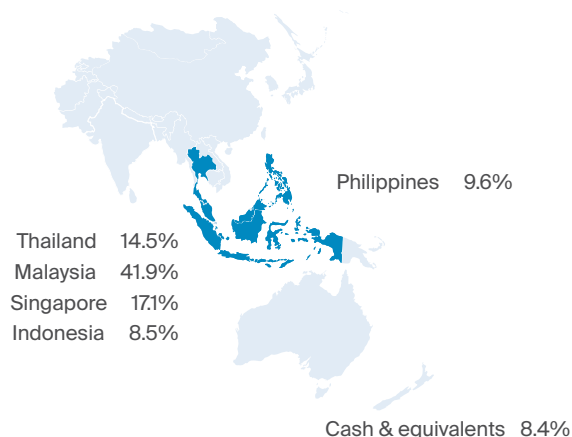 Philippines 9.6%
Thailand 14.5%
Malaysia 41.9%
Singapore 17.1%
Indonesia 8.5%
Cash & equivalents 8.4%